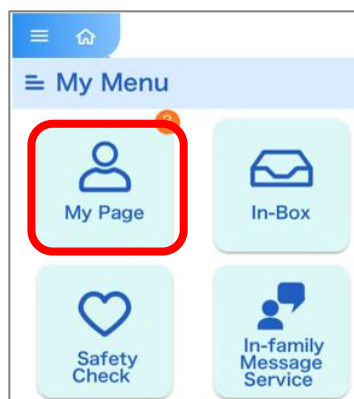 My Menu
My Page
In-Box
Safety
Check
In-family
Message
Service